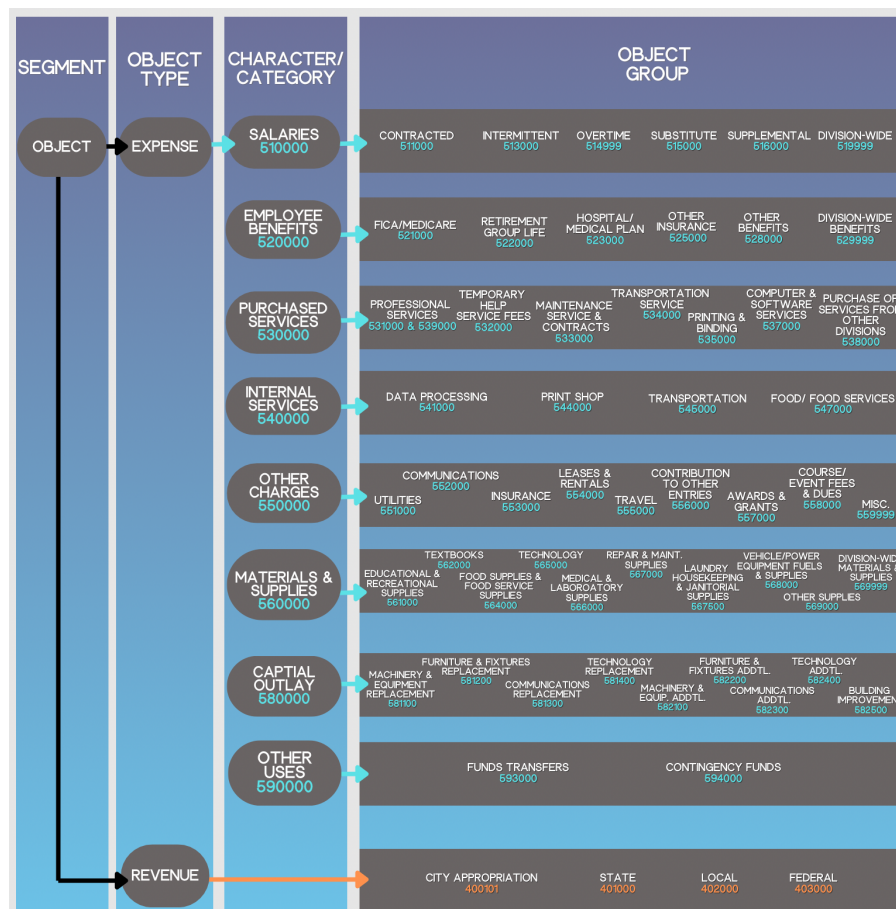 SEGMENT
OBJECT
TYPE
CHARACTER/
CATEGORY
OBJECT
GROUP
OBJECT
EXPENSE
SALARIES
510000
CONTRACTED
511000
INTERMITTENT
513000
OVERTIME
514999
SUBSTITUTE
515000
SUPPLEMENTAL
516000
DIVISION-WIDE
519999
EMPLOYEE
BENEFITS
520000
FICA/MEDICARE
521000
RETIREMENT
GROUP LIFE
522000
HOSPITAL/
MEDICAL PLAN
523000
OTHER
INSURANCE
525000
OTHER
BENEFITS
528000
DIVISION-WIDE
BENEFITS
529999
PURCHASED
SERVICES
530000
PROFESSIONAL
SERVICES
531000 & 539000
TEMPORARY
HELP
SERVICE FEES
532000
MAINTENANCE
SERVICE &
CONTRACTS
533000
TRANSPORTATION
SERVICE
534000
PRINTING &
BINDING
535000
COMPUTER &
SOFTWARE
SERVICES
537000
PURCHASE OF
SERVICES FROM
OTHER
DIVISIONS
538000
INTERNAL
SERVICES
540000
DATA PROCESSING
541000
PRINT SHOP
544000
TRANSPORTATION
545000
FOOD/ FOOD SERVICES
547000
OTHER
CHARGES
550000
UTILITIES
551000
COMMUNICATIONS
552000
INSURANCE
553000
LEASES &
RENTALS
554000
TRAVEL
555000
CONTRIBUTION
TO OTHER
ENTRIES
556000
AWARDS &
GRANTS
557000
COURSE/
EVENT FEES
& DUES
558000
MISC.
559999
MATERIALS &
SUPPLIES
560000
EDUCATIONAL &
RECREATIONAL
SUPPLIES
561000
TEXTBOOKS
562000
FOOD SUPPLIES &
FOOD SERVICE
SUPPLIES
564000
TECHNOLOGY
565000
MEDICAL &
LABOROATORY
SUPPLIES
566000
REPAIR & MAINT.
SUPPLIES
567000
LAUNDRY
HOUSEKEEPING
& JANITORIAL
SUPPLIES
567500
VEHICLE/POWER
EQUIPMENT FUELS
& SUPPLIES
568000
OTHER SUPPLIES
569000
DIVISION-WIDE
MATERIALS &
SUPPLIES
569999
CAPTIAL
OUTLAY
580000
MACHINERY &
EQUIPMENT
REPLACEMENT
581100
FURNITURE & FIXTURES
REPLACEMENT
581200
COMMUNICATIONS
REPLACEMENT
581300
TECHNOLOGY
REPLACEMENT
581400
MACHINERY &
EQUIP. ADDTL.
582100
FURNITURE &
FIXTURES ADDTL.
582200
COMMUNICATIONS
ADDTL.
582300
TECHNOLOGY
ADDTL.
582400
BUILDING
IMPROVEMEN
582500
OTHER
USES
590000
FUNDS TRANSFERS
593000
CONTINGENCY FUNDS
594000
REVENUE
CITY APPROPRIATION
400101
STATE
401000
LOCAL
402000
FEDERAL
403000